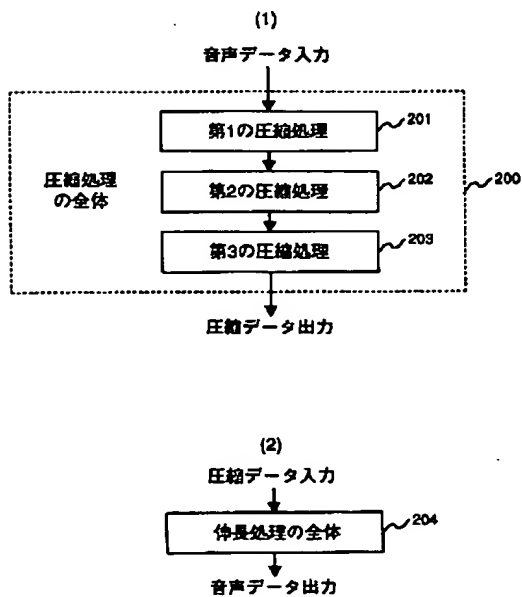 (1)
音声データ入力
第1の圧縮処理
201
圧縮処理
の全体
第2の圧縮処理
202
200
第3の圧縮処理
203
圧縮データ出力
(2)
圧縮データ入力
伸長処理の全体
204
音声データ出力